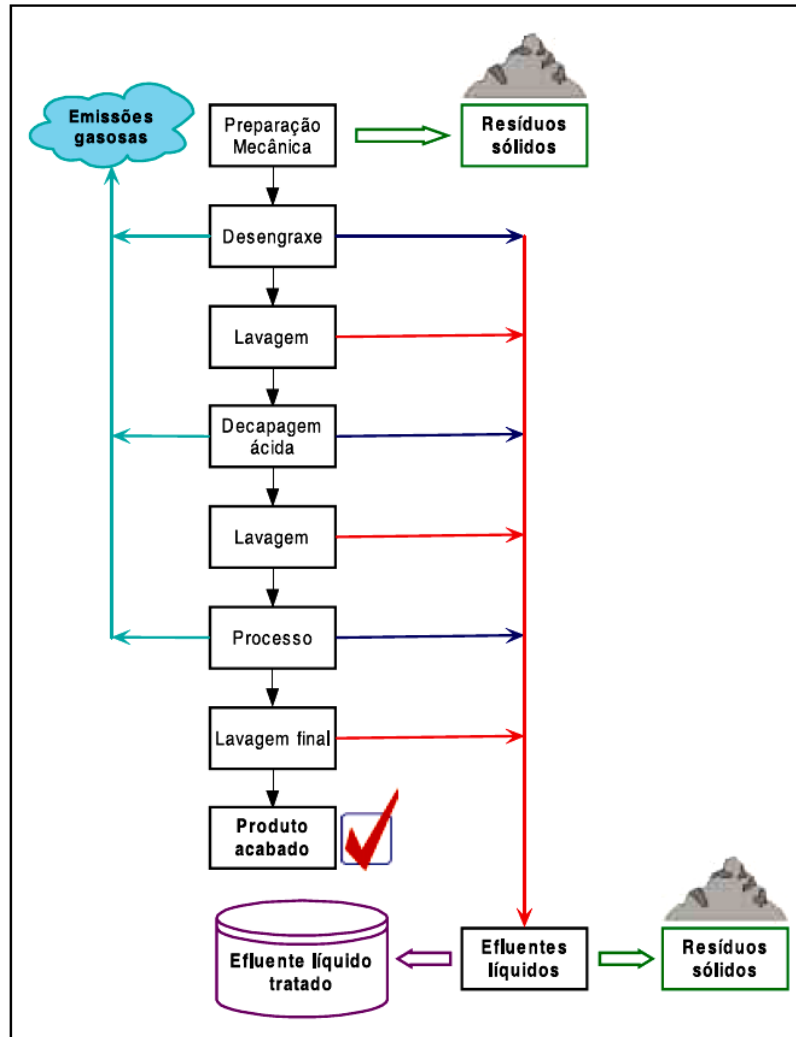 Emissões
gasosas
Preparação
Mecânica
Resíduos
sólidos
Desengraxe
Lavagem
Decapagem
ácida
Lavagem
Processo
Lavagem final
Produto
acabado
Efluente líquido
tratado
Efluentes
líquidos
Resíduos
sólidos